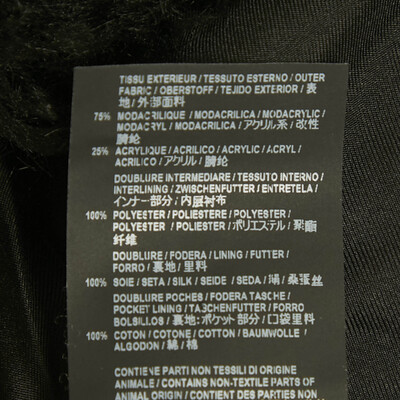 TISSU EXTERIEUR / TESSUTO ESTERNO / OUTER
FABRIC / OBERSTOFF / TEJIDO EXTERIOR / 表
地 / 外部面料
75% MODACRILIQUE / MODACRILICA / MODACRYLIC /
MODACRYL / MODACRILICA / アクリル系 / 改性
腈纶
25% ACRYLIQUE / ACRILICO / ACRYLIC / ACRYL /
ACRILICO / アクリル / 腈纶
DOUBLURE INTERMEDIAIRE / TESSUTO INTERNO /
INTERLINING / ZWISCHENFUTTER / ENTRETELA /
インナー部分 / 内层衬布
100% POLYESTER / POLIESTERE / POLYESTER /
POLYESTER / POLIESTER / ポリエステル / 聚酯
纤维
DOUBLURE / FODERA / LINING / FUTTER /
FORRO / 裏地 / 里料
100% SOIE / SETA / SILK / SEIDE / SEDA / 絹 / 桑蚕丝
DOUBLURE POCHES / FODERA TASCHE /
POCKET LINING / TASCHENFUTTER / FORRO
BOLSILLOS / 裏地:ポケット部分 / 口袋里料
100% COTON / COTONE / COTTON / BAUMWOLLE /
ALGODON / 綿 / 棉
CONTIENE PARTI NON TESSILI DI ORIGINE
ANIMALE / CONTAINS NON-TEXTILE PARTS OF
ANIMAL ORIGIN / CONTIENT DES PARTIES NON